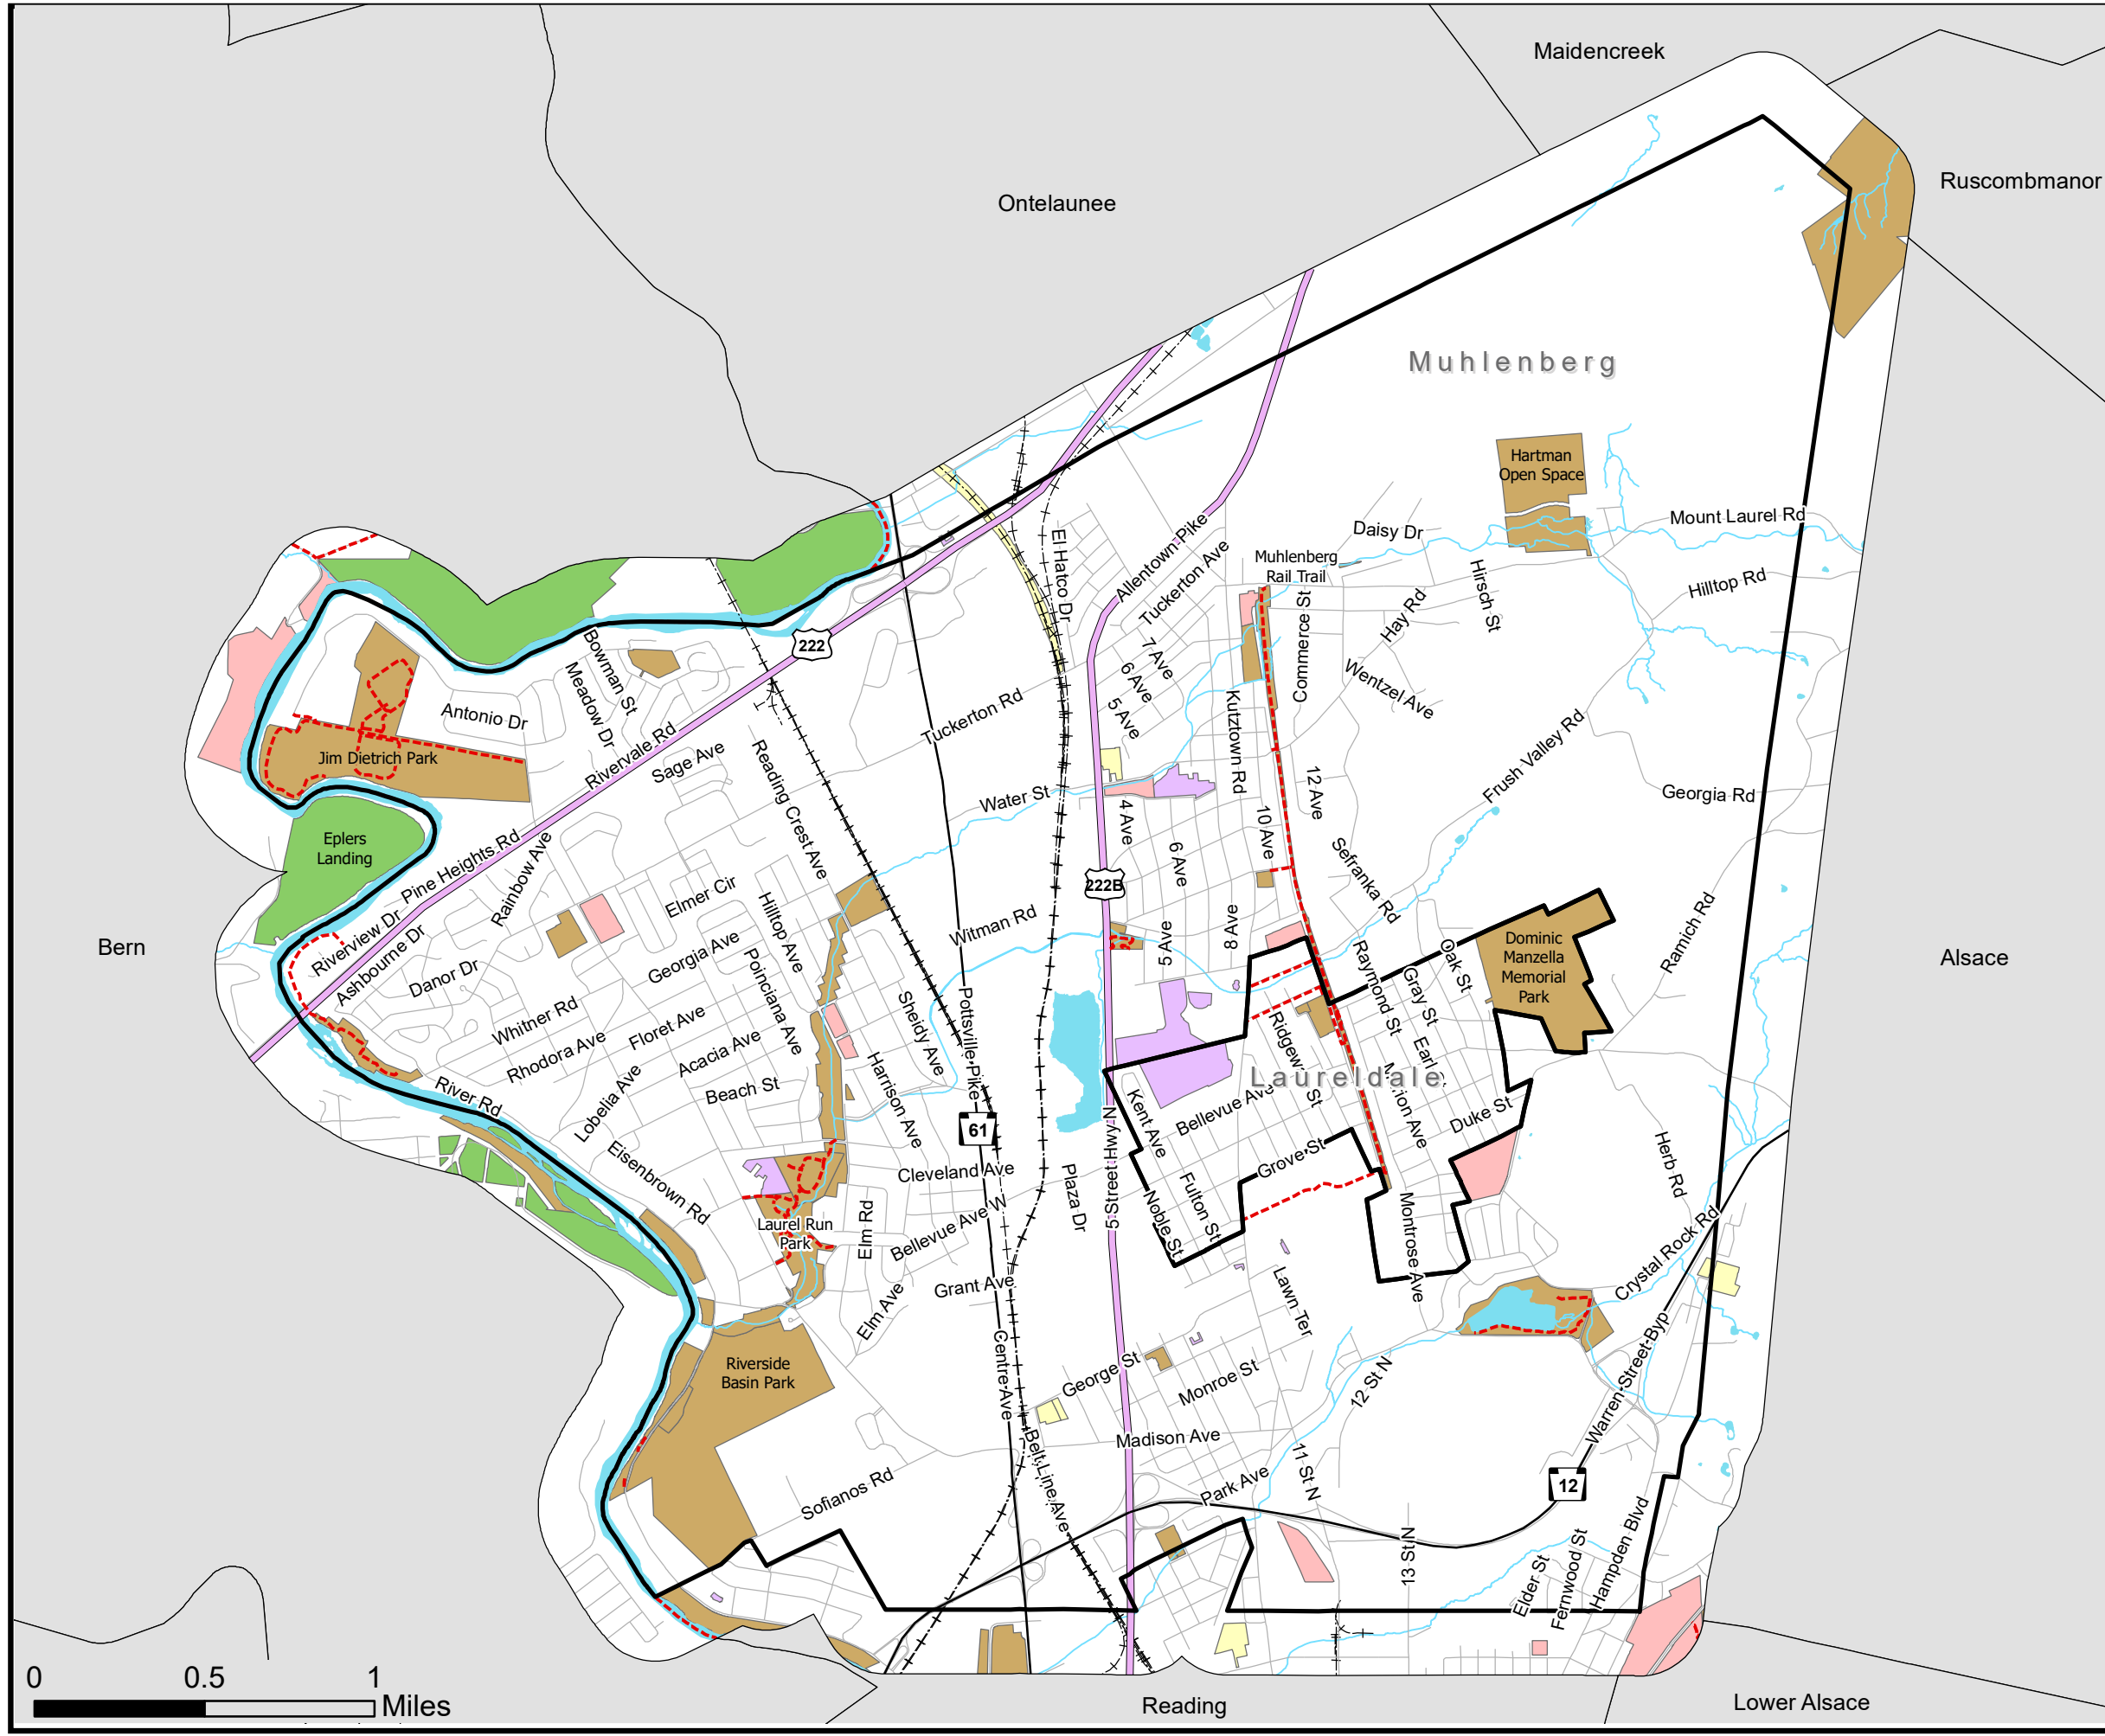 Maidencreek
Ruscombmanor
Ontelaunee
Muhlenberg
Hartman
Open Space
Mount Laurel Rd
Daisy Dr
Allentown Pike
El Hatoo Dr
Tuckerton Ave
Muhlenberg
Rail Trail
Hirsch St
Hilltop Rd
Commerce St
Hay Rd
222
Bowman St
Meadow Dr
7 Ave
6 Ave
5 Ave
Kutztown Rd
Wentzel Ave
Antonio Dr
Tuckerton Rd
Jim Dietrich Park
Rivervale Rd
Sage Ave
Reading Crest Ave
Water St
4 Ave
10 Ave
12 Ave
Frush Valley Rd
Georgia Rd
Eplers
Landing
Pine Heights Rd
Rainbow Ave
6 Ave
Sefranka Rd
222B
Elmer Cir
Hilltop Ave
Witman Rd
5 Ave
8 Ave
Bern
Riverview Dr
Ashbourne Dr
Danor Dr
Georgia Ave
Poinciana Ave
Raymond St
Gray St
Oak St
Dominic
Manzella
Memorial
Park
Ramich Rd
Alsace
Whitner Rd
Floret Ave
Sheidy Ave
Pottsville Pike
Rhodora Ave
Acacia Ave
Harrison Ave
Ridgeway St
Earl St
Laureldale
Marion Ave
River Rd
Lobelia Ave
Beach St
61
5 Street Hwy N
Kent Ave
Bellevue Ave
Duke St
Eisenbrown Rd
Cleveland Ave
Plaza Dr
Grove St
Herb Rd
Laurel Run
Park
Elm Rd
Bellevue Ave W
Noble St
Fulton St
Montrose Ave
Crystal Rock Rd
Grant Ave
Elm Ave
Lawn Ter
Riverside
Basin Park
Centre Ave
George St
Monroe St
12 St N
Warren Street Byp
Madison Ave
Belt Line Ave
Sofianos Rd
Park Ave
11 St N
12
13 St N
Elder St
Fernwood St
Hampden Blvd
0 0.5 1
Miles
Reading
Lower Alsace